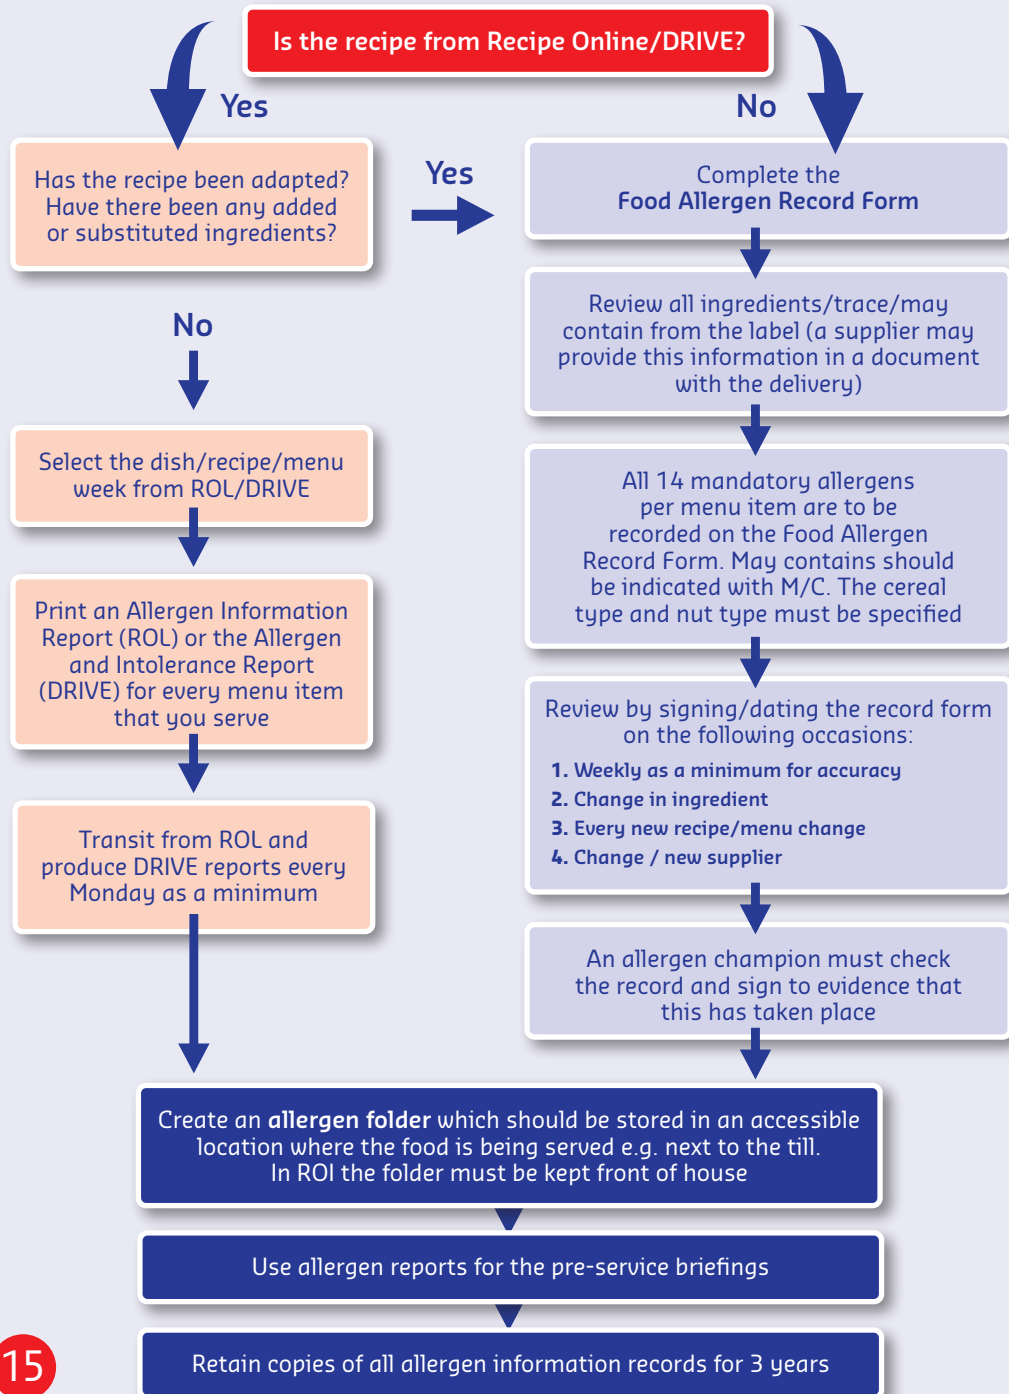 Is the recipe from Recipe Online/DRIVE?
Yes
No
Has the recipe been adapted?
Have there been any added
or substituted ingredients?
Yes
Complete the
Food Allergen Record Form
Review all ingredients/trace/may
contain from the label (a supplier may
provide this information in a document
with the delivery)
No
Select the dish/recipe/menu
week from ROL/DRIVE
All 14 mandatory allergens
per menu item are to be
recorded on the Food Allergen
Record Form. May contains should
be indicated with M/C. The cereal
type and nut type must be specified
Print an Allergen Information
Report (ROL) or the Allergen
and Intolerance Report
(DRIVE) for every menu item
that you serve
Review by signing/dating the record form
on the following occasions:
1. Weekly as a minimum for accuracy
2. Change in ingredient
3. Every new recipe/menu change
4. Change / new supplier
Transit from ROL and
produce DRIVE reports every
Monday as a minimum
An allergen champion must check
the record and sign to evidence that
this has taken place
Create an allergen folder which should be stored in an accessible
location where the food is being served e.g. next to the till.
In ROI the folder must be kept front of house
Use allergen reports for the pre-service briefings
Retain copies of all allergen information records for 3 years
15